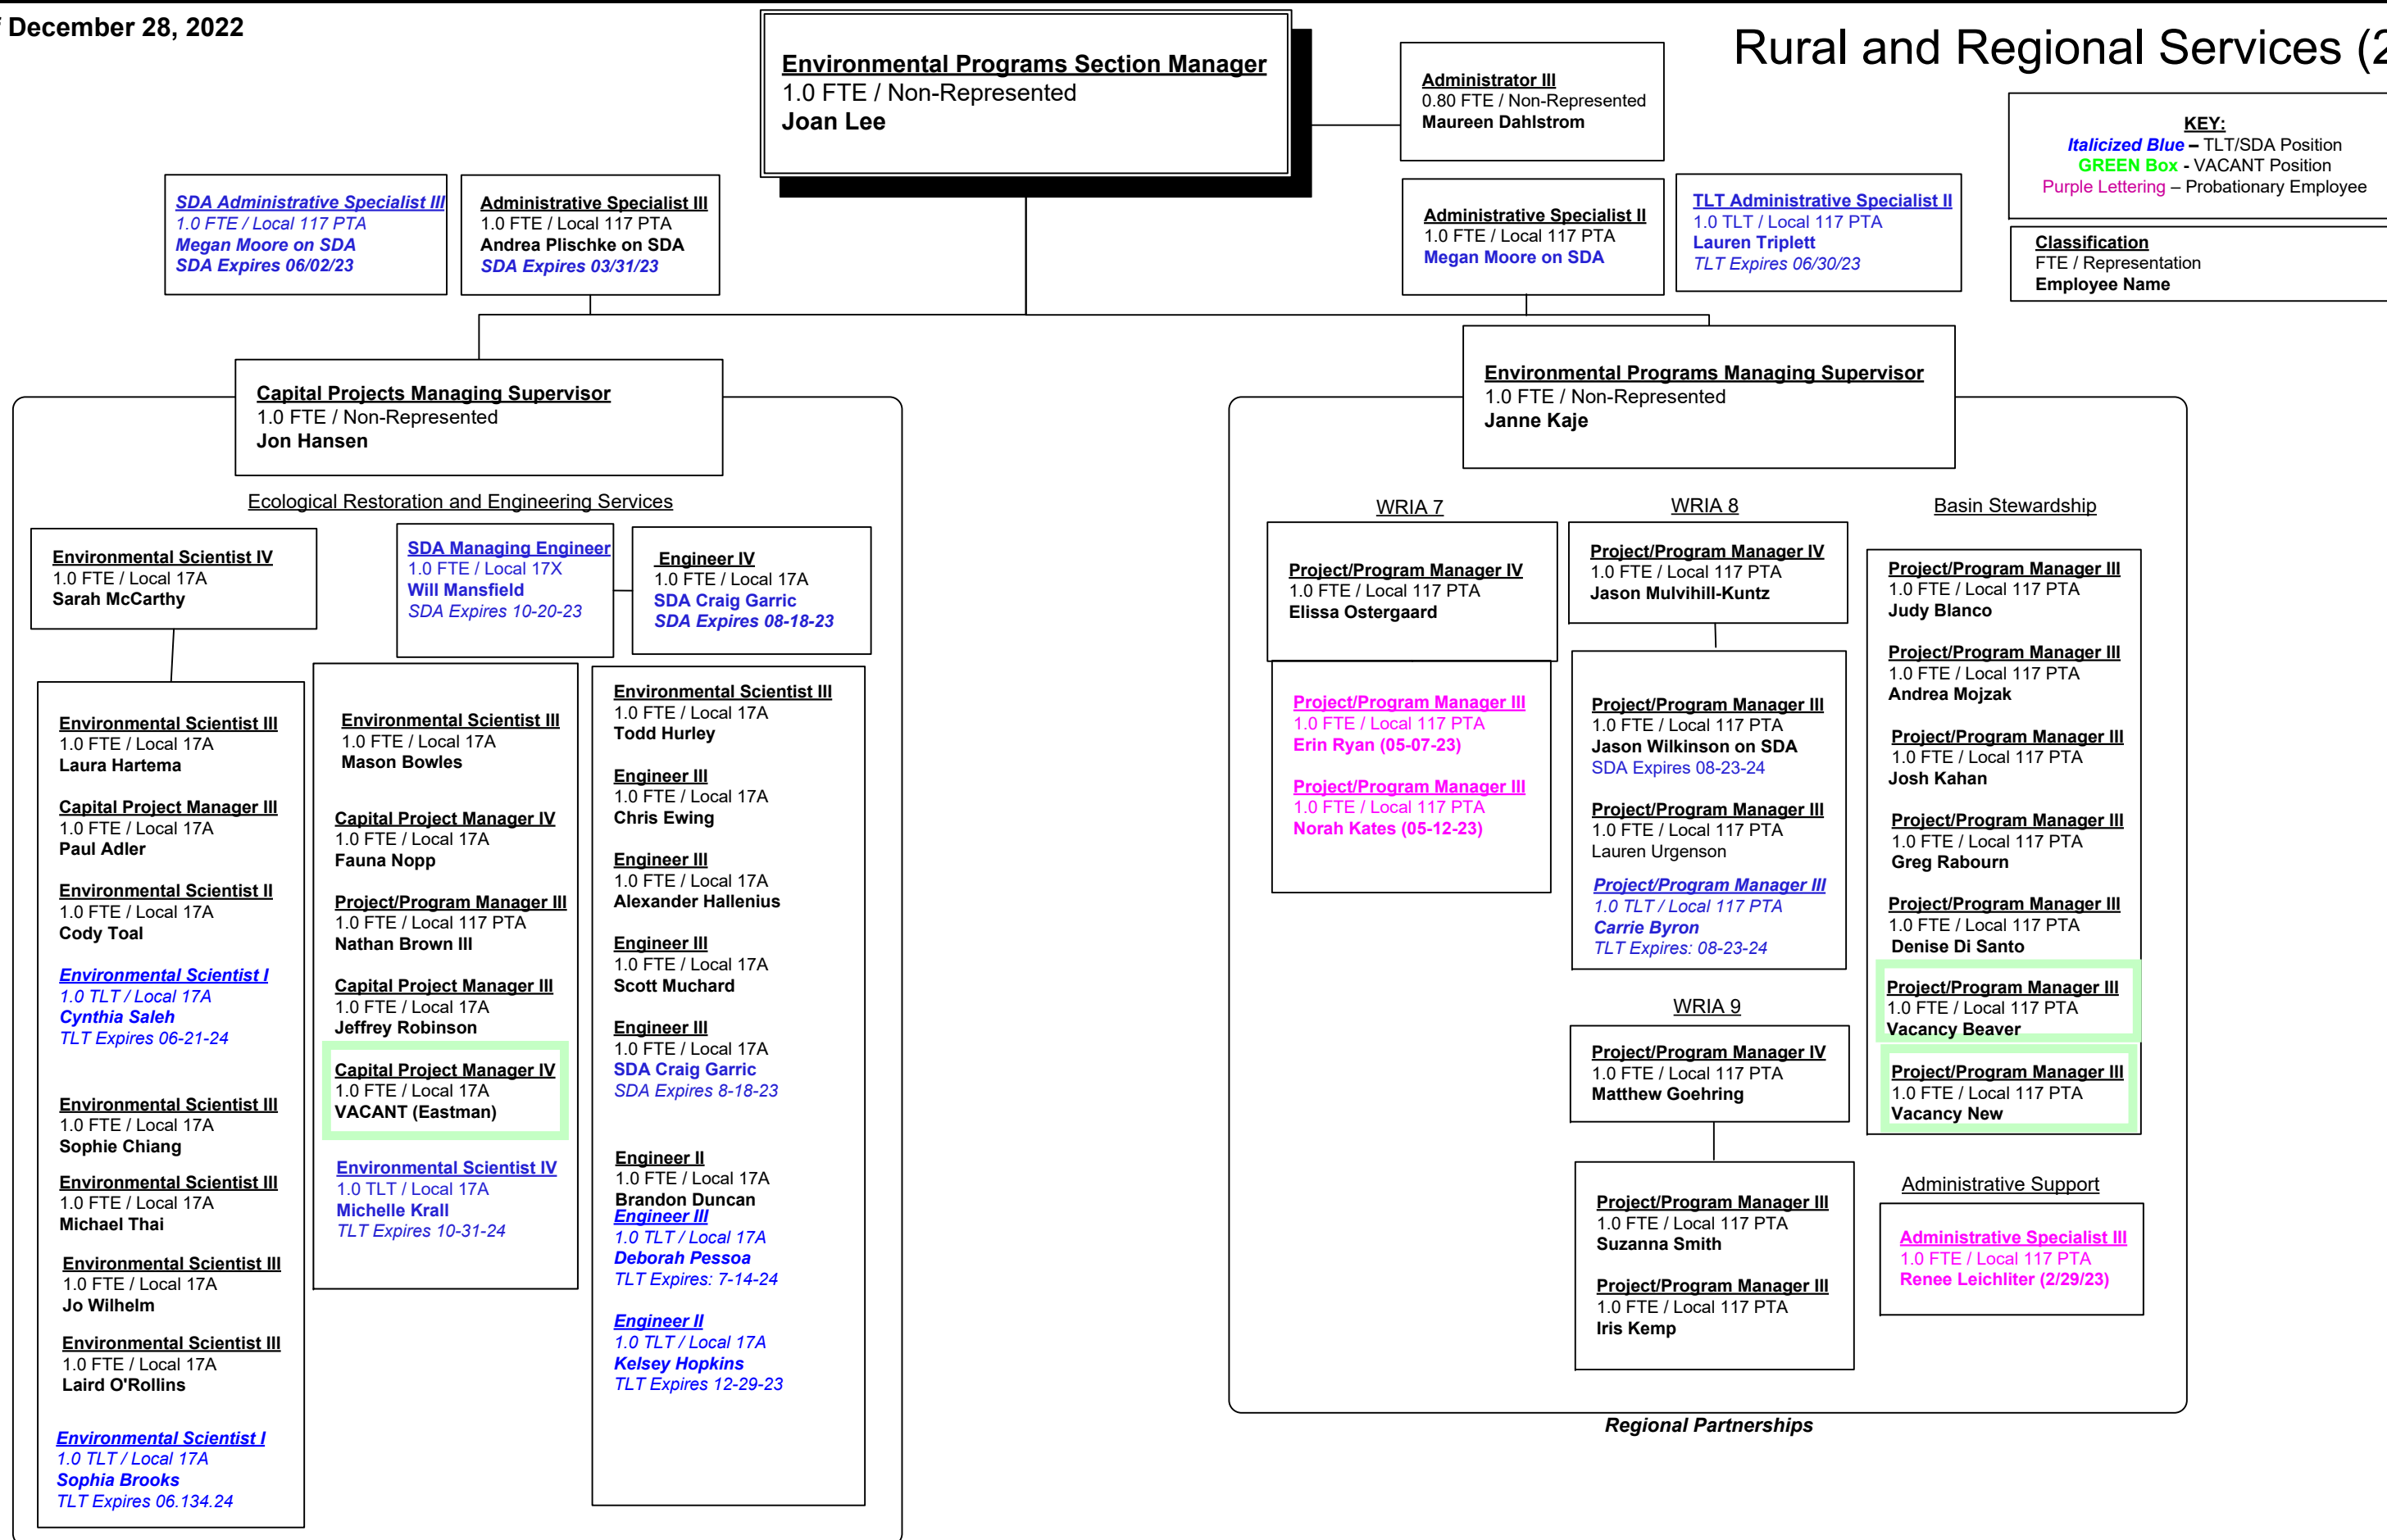 December 28, 2022
Rural and Regional Services (2
Environmental Programs Section Manager
1.0 FTE / Non-Represented
Joan Lee
Administrator III
0.80 FTE / Non-Represented
Maureen Dahlstrom
KEY:
Italicized Blue – TLT/SDA Position
GREEN Box - VACANT Position
Purple Lettering – Probationary Employee
Classification
FTE / Representation
Employee Name
SDA Administrative Specialist III
1.0 FTE / Local 117 PTA
Megan Moore on SDA
SDA Expires 06/02/23
Administrative Specialist III
1.0 FTE / Local 117 PTA
Andrea Plischke on SDA
SDA Expires 03/31/23
Administrative Specialist II
1.0 FTE / Local 117 PTA
Megan Moore on SDA
TLT Administrative Specialist II
1.0 TLT / Local 117 PTA
Lauren Triplett
TLT Expires 06/30/23
Capital Projects Managing Supervisor
1.0 FTE / Non-Represented
Jon Hansen
Ecological Restoration and Engineering Services
Environmental Scientist IV
1.0 FTE / Local 17A
Sarah McCarthy
SDA Managing Engineer
1.0 FTE / Local 17X
Will Mansfield
SDA Expires 10-20-23
Engineer IV
1.0 FTE / Local 17A
SDA Craig Garric
SDA Expires 08-18-23
Environmental Scientist III
1.0 FTE / Local 17A
Laura Hartema
Capital Project Manager III
1.0 FTE / Local 17A
Paul Adler
Environmental Scientist II
1.0 FTE / Local 17A
Cody Toal
Environmental Scientist I
1.0 TLT / Local 17A
Cynthia Saleh
TLT Expires 06-21-24
Environmental Scientist III
1.0 FTE / Local 17A
Sophie Chiang
Environmental Scientist III
1.0 FTE / Local 17A
Michael Thai
Environmental Scientist III
1.0 FTE / Local 17A
Jo Wilhelm
Environmental Scientist III
1.0 FTE / Local 17A
Laird O'Rollins
Environmental Scientist I
1.0 TLT / Local 17A
Sophia Brooks
TLT Expires 06.134.24
Environmental Scientist III
1.0 FTE / Local 17A
Mason Bowles
Capital Project Manager IV
1.0 FTE / Local 17A
Fauna Nopp
Project/Program Manager III
1.0 FTE / Local 117 PTA
Nathan Brown III
Capital Project Manager III
1.0 FTE / Local 17A
Jeffrey Robinson
Capital Project Manager IV
1.0 FTE / Local 17A
VACANT (Eastman)
Environmental Scientist IV
1.0 TLT / Local 17A
Michelle Krall
TLT Expires 10-31-24
Environmental Scientist III
1.0 FTE / Local 17A
Todd Hurley
Engineer III
1.0 FTE / Local 17A
Chris Ewing
Engineer III
1.0 FTE / Local 17A
Alexander Hallenius
Engineer III
1.0 FTE / Local 17A
Scott Muchard
Engineer III
1.0 FTE / Local 17A
SDA Craig Garric
SDA Expires 8-18-23
Engineer II
1.0 FTE / Local 17A
Brandon Duncan
Engineer III
1.0 TLT / Local 17A
Deborah Pessoa
TLT Expires: 7-14-24
Engineer II
1.0 TLT / Local 17A
Kelsey Hopkins
TLT Expires 12-29-23
Environmental Programs Managing Supervisor
1.0 FTE / Non-Represented
Janne Kaje
WRIA 7
Project/Program Manager IV
1.0 FTE / Local 117 PTA
Elissa Ostergaard
Project/Program Manager III
1.0 FTE / Local 117 PTA
Erin Ryan (05-07-23)
Project/Program Manager III
1.0 FTE / Local 117 PTA
Norah Kates (05-12-23)
WRIA 8
Project/Program Manager IV
1.0 FTE / Local 117 PTA
Jason Mulvihill-Kuntz
Project/Program Manager III
1.0 FTE / Local 117 PTA
Jason Wilkinson on SDA
SDA Expires 08-23-24
Project/Program Manager III
1.0 FTE / Local 117 PTA
Lauren Urgenson
Project/Program Manager III
1.0 TLT / Local 117 PTA
Carrie Byron
TLT Expires: 08-23-24
WRIA 9
Project/Program Manager IV
1.0 FTE / Local 117 PTA
Matthew Goehring
Project/Program Manager III
1.0 FTE / Local 117 PTA
Suzanna Smith
Project/Program Manager III
1.0 FTE / Local 117 PTA
Iris Kemp
Basin Stewardship
Project/Program Manager III
1.0 FTE / Local 117 PTA
Judy Blanco
Project/Program Manager III
1.0 FTE / Local 117 PTA
Andrea Mojzak
Project/Program Manager III
1.0 FTE / Local 117 PTA
Josh Kahan
Project/Program Manager III
1.0 FTE / Local 117 PTA
Greg Rabourn
Project/Program Manager III
1.0 FTE / Local 117 PTA
Denise Di Santo
Project/Program Manager III
1.0 FTE / Local 117 PTA
Vacancy Beaver
Project/Program Manager III
1.0 FTE / Local 117 PTA
Vacancy New
Administrative Support
Administrative Specialist III
1.0 FTE / Local 117 PTA
Renee Leichliter (2/29/23)
Regional Partnerships